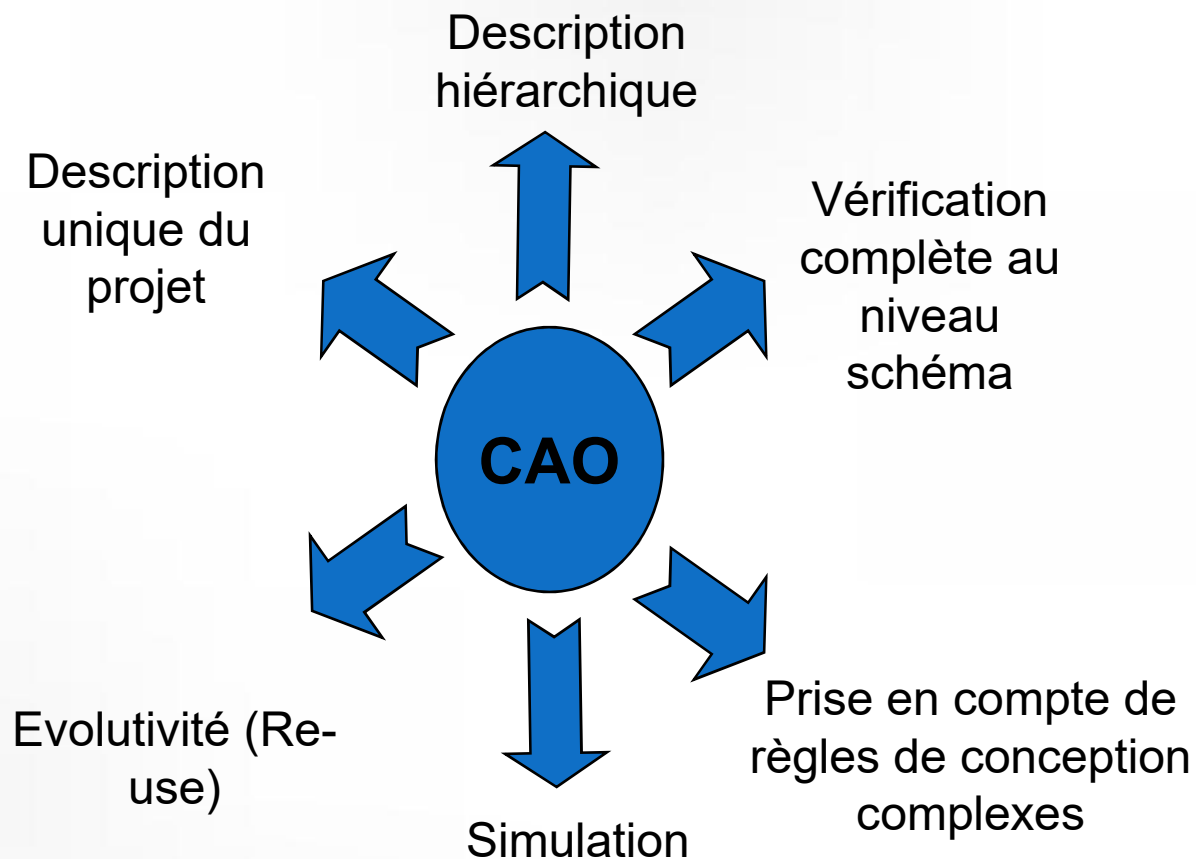 Description
hiérarchique
Description
unique du
projet
Vérification
complète au
niveau
schéma
CAO
Evolutivité (Re-
use)
Simulation
Prise en compte de
règles de conception
complexes